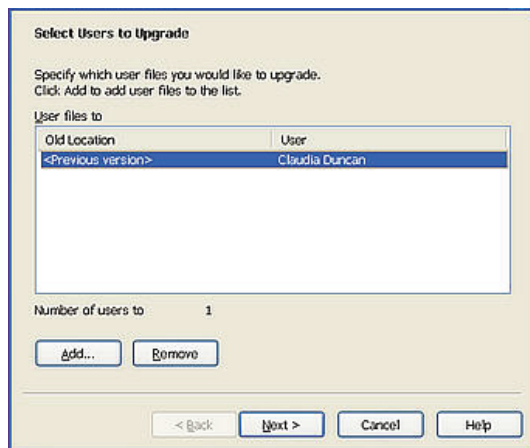 Select Users to Upgrade
Specify which user files you would like to upgrade.
Click Add to add user files to the list.
User files to
Old Location User
<Previous version> Claudia Duncan
Number of users to 1
Add... Remove
< Back Next > Cancel Help